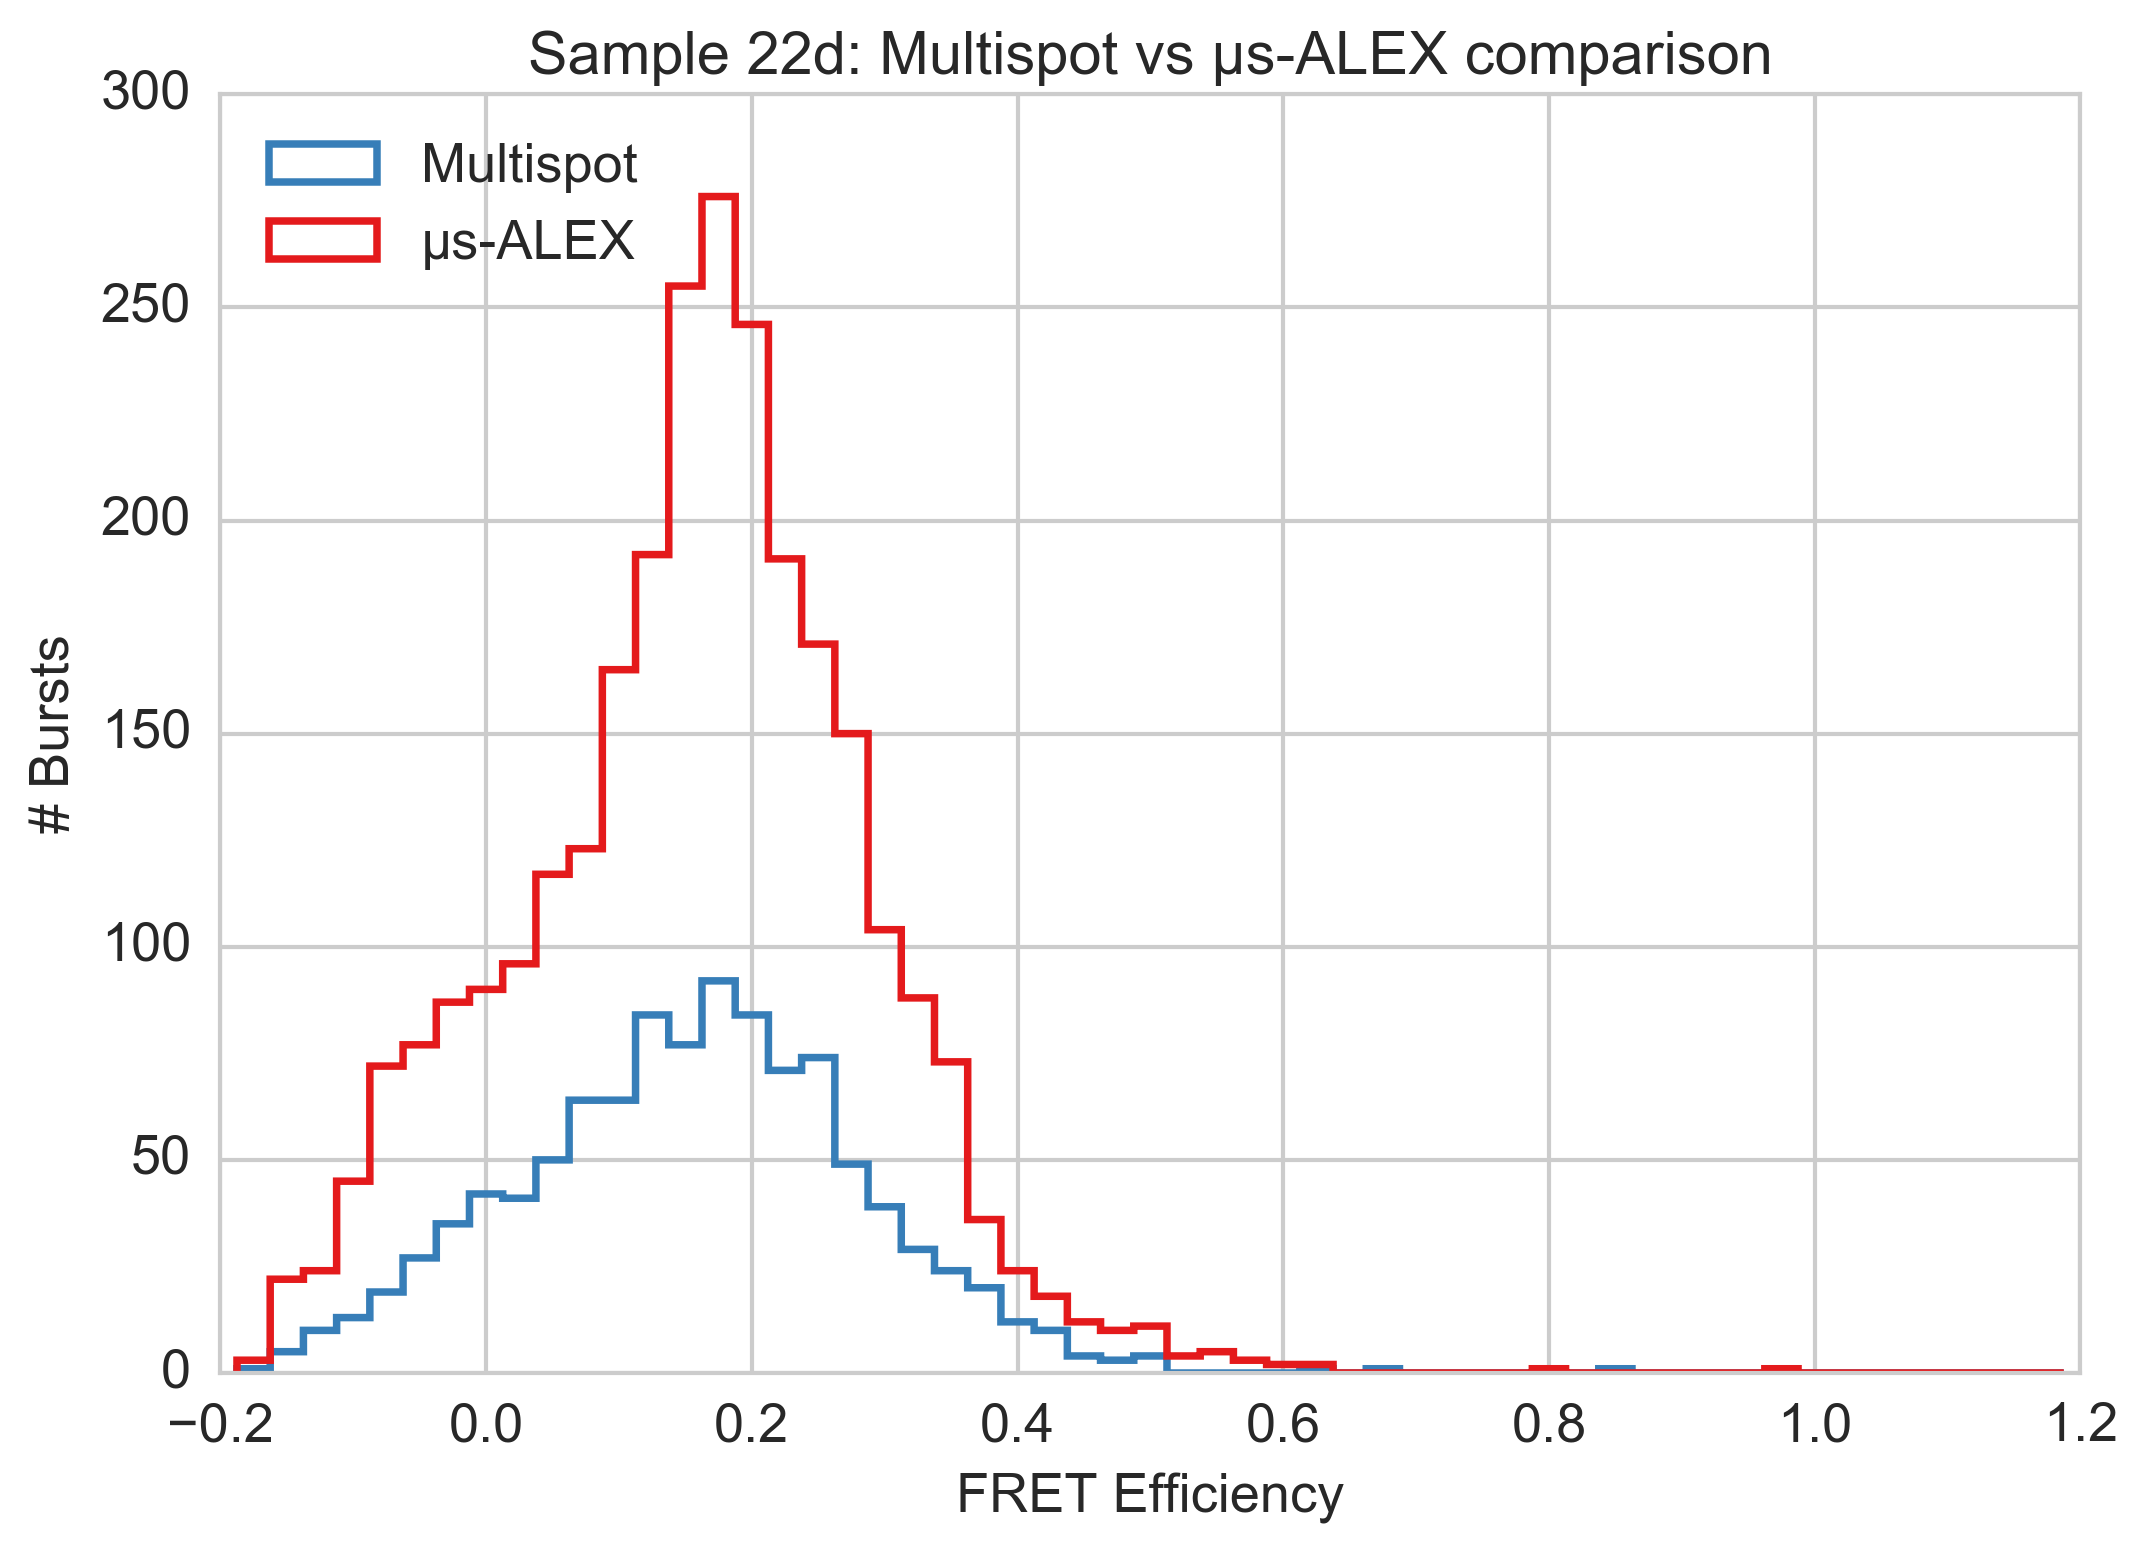 Sample 22d: Multispot vs µs-ALEX comparison
300
250
200
150
100
50
0
# Bursts
Multispot
µs-ALEX
−0.2 0.0 0.2 0.4 0.6 0.8 1.0 1.2
FRET Efficiency